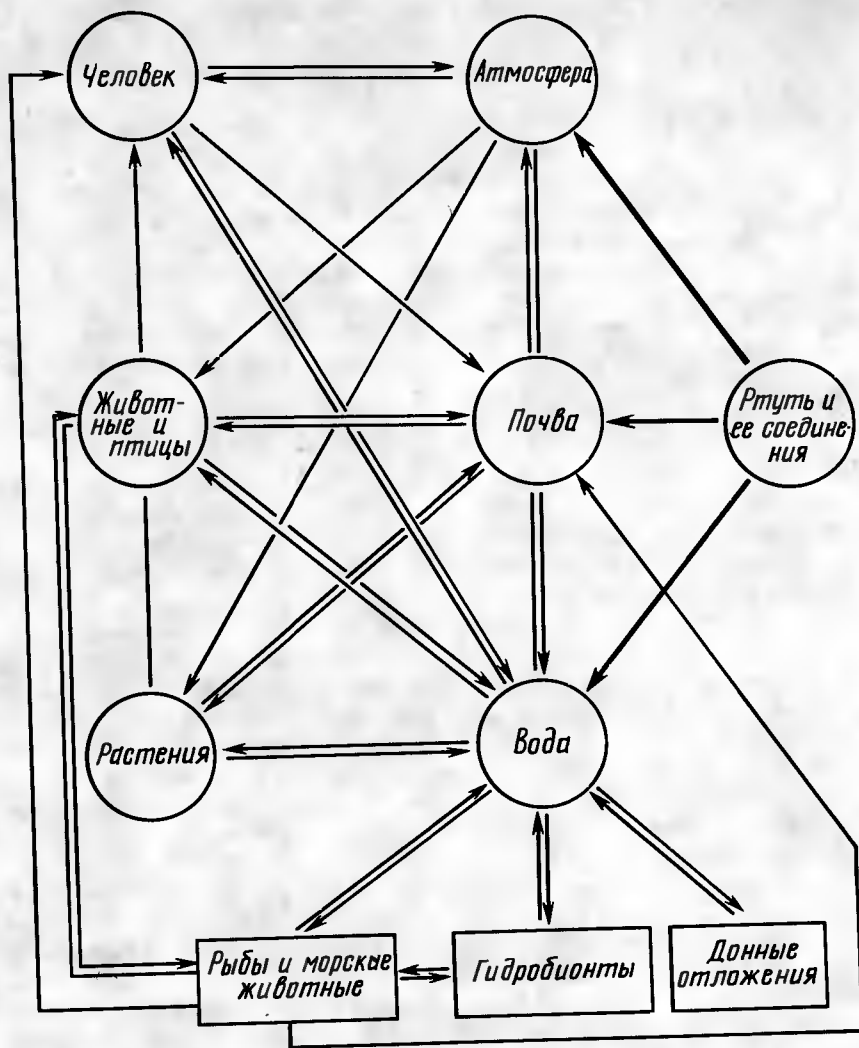 Человек
Атмосфера
Живот-
ные и
птицы
Почва
Ртуть и
ее соедине-
ния
Растения
Вода
Рыбы и морские
животные
Гидробионты
Донные
отложения